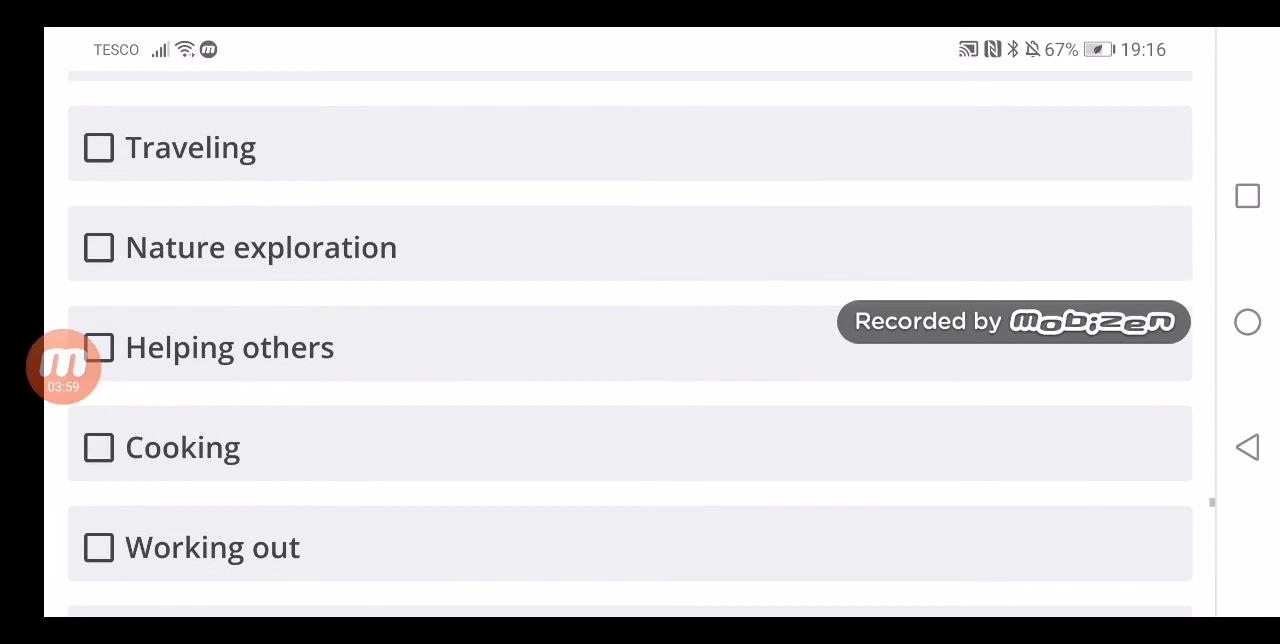 TESCO 67% 19:16
Traveling
Nature exploration
Recorded by mobizen
Helping others
03:59
Cooking
Working out